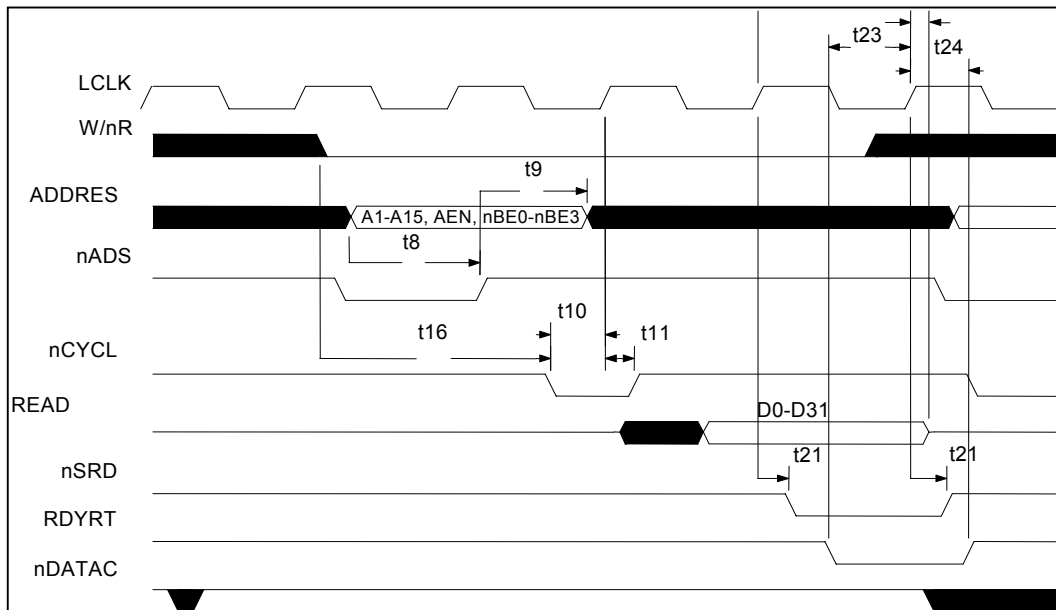 t23
t24
LCLK
W/nR
t9
ADDRES
A1-A15, AEN, nBE0-nBE3
t8
nADS
t10
t16
t11
nCYCL
READ
D0-D31
nSRD
t21
t21
RDYRT
nDATAC